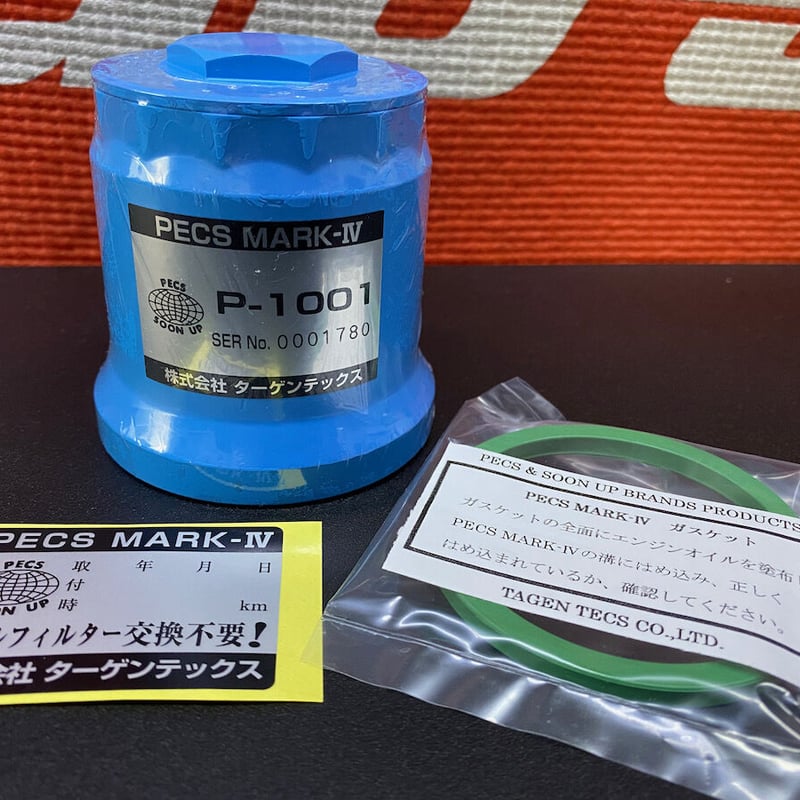 PECS MARK-Ⅳ
PECS
SOON UP
P-1001
SER No. 0001780
株式会社 ターゲンテックス
PECS MARK-Ⅳ
PECS
ON UP
取 年 月 日
付
時 km
ルフィルター交換不要!
会社 ターゲンテックス
PECS & SOON UP BRANDS PRODUCTS
PECS MARK-Ⅳ ガスケット
ガスケットの全面にエンジンオイルを塗布
PECS MARK-Ⅳの溝にはめ込み、正しく
はめ込まれているか、確認してください。
TAGEN TECS CO.,LTD.